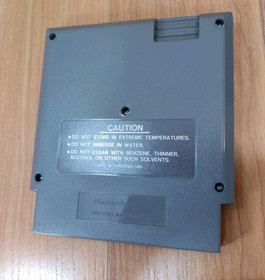 CAUTION
•DO NOT STORE IN EXTREME TEMPERATURES.
•DO NOT IMMERSE IN WATER.
•DO NOT CLEAN WITH BENZENE, THINNER,
ALCOHOL OR OTHER SUCH SOLVENTS.
Nintendo